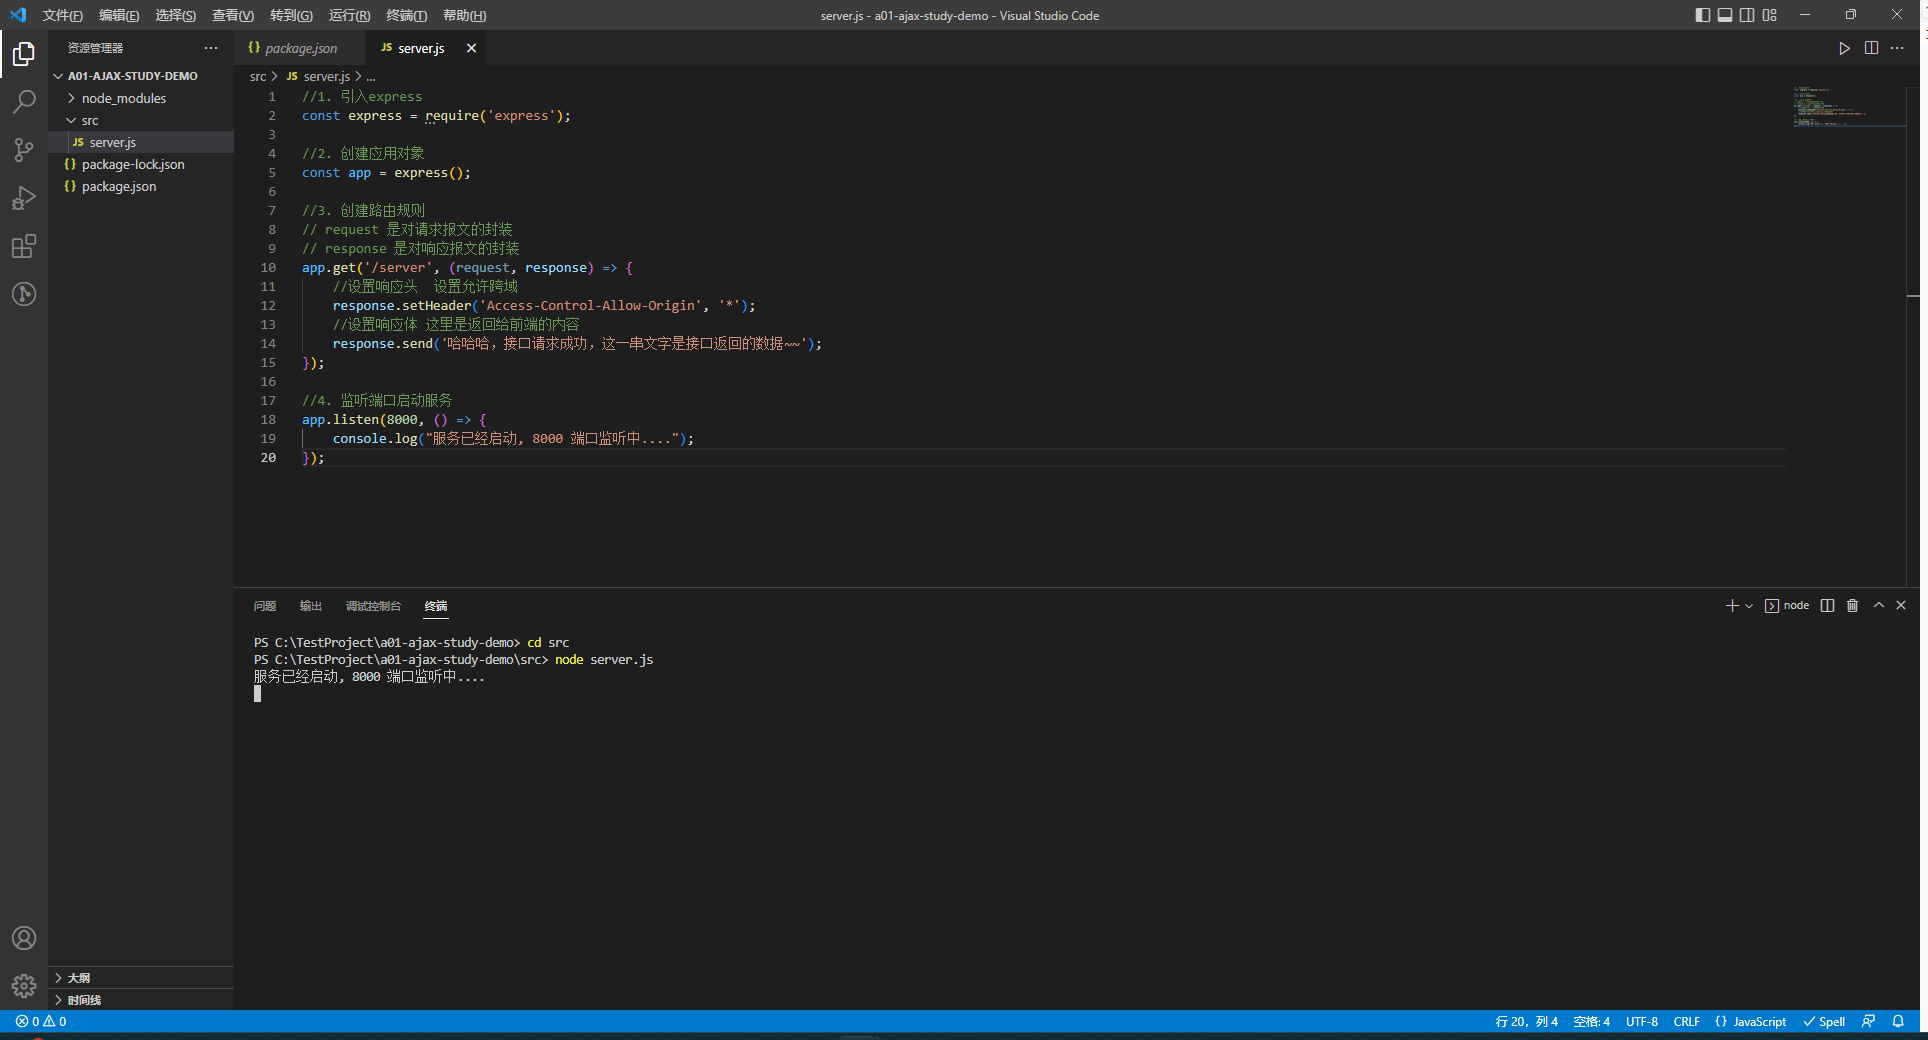 文件(F) 编辑(E) 选择(S) 查看(V) 转到(G) 运行(R) 终端(T) 帮助(H) server.js - a01-ajax-study-demo - Visual Studio Code
资源管理器 ··· {} package.json JS server.js
A01-AJAX-STUDY-DEMO
node_modules
src
JS server.js
{} package-lock.json
{} package.json
src > JS server.js > ...
1 //1. 引入express
2 const express = require('express');
3
4 //2. 创建应用对象
5 const app = express();
6
7 //3. 创建路由规则
8 // request 是对请求报文的封装
9 // response 是对响应报文的封装
10 app.get('/server', (request, response) => {
11 //设置响应头  设置允许跨域
12 response.setHeader('Access-Control-Allow-Origin', '*');
13 //设置响应体 这里是返回给前端的内容
14 response.send('哈哈哈，接口请求成功，这一串文字是接口返回的数据~~');
15 });
16
17 //4. 监听端口启动服务
18 app.listen(8000, () => {
19 console.log("服务已经启动, 8000 端口监听中....");
20 });
问题 输出 调试控制台 终端 node
PS C:\TestProject\a01-ajax-study-demo> cd src
PS C:\TestProject\a01-ajax-study-demo\src> node server.js
服务已经启动, 8000 端口监听中....
大纲
时间线
0 0 行 20，列 4 空格: 4 UTF-8 CRLF {} JavaScript Spell